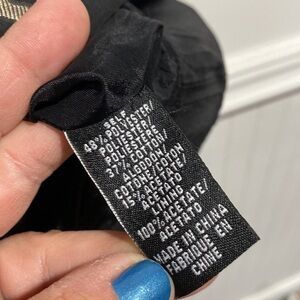 SELF
48% POLYESTER/
POLIESTER/
POLIESTERE
37% COTTON/
ALGODON/
COTONE/COTON
15% ACETATE/
ACETATO
LINING
100% ACETATE/
ACETATO
MADE IN CHINA
FABRIQUE EN
CHINE